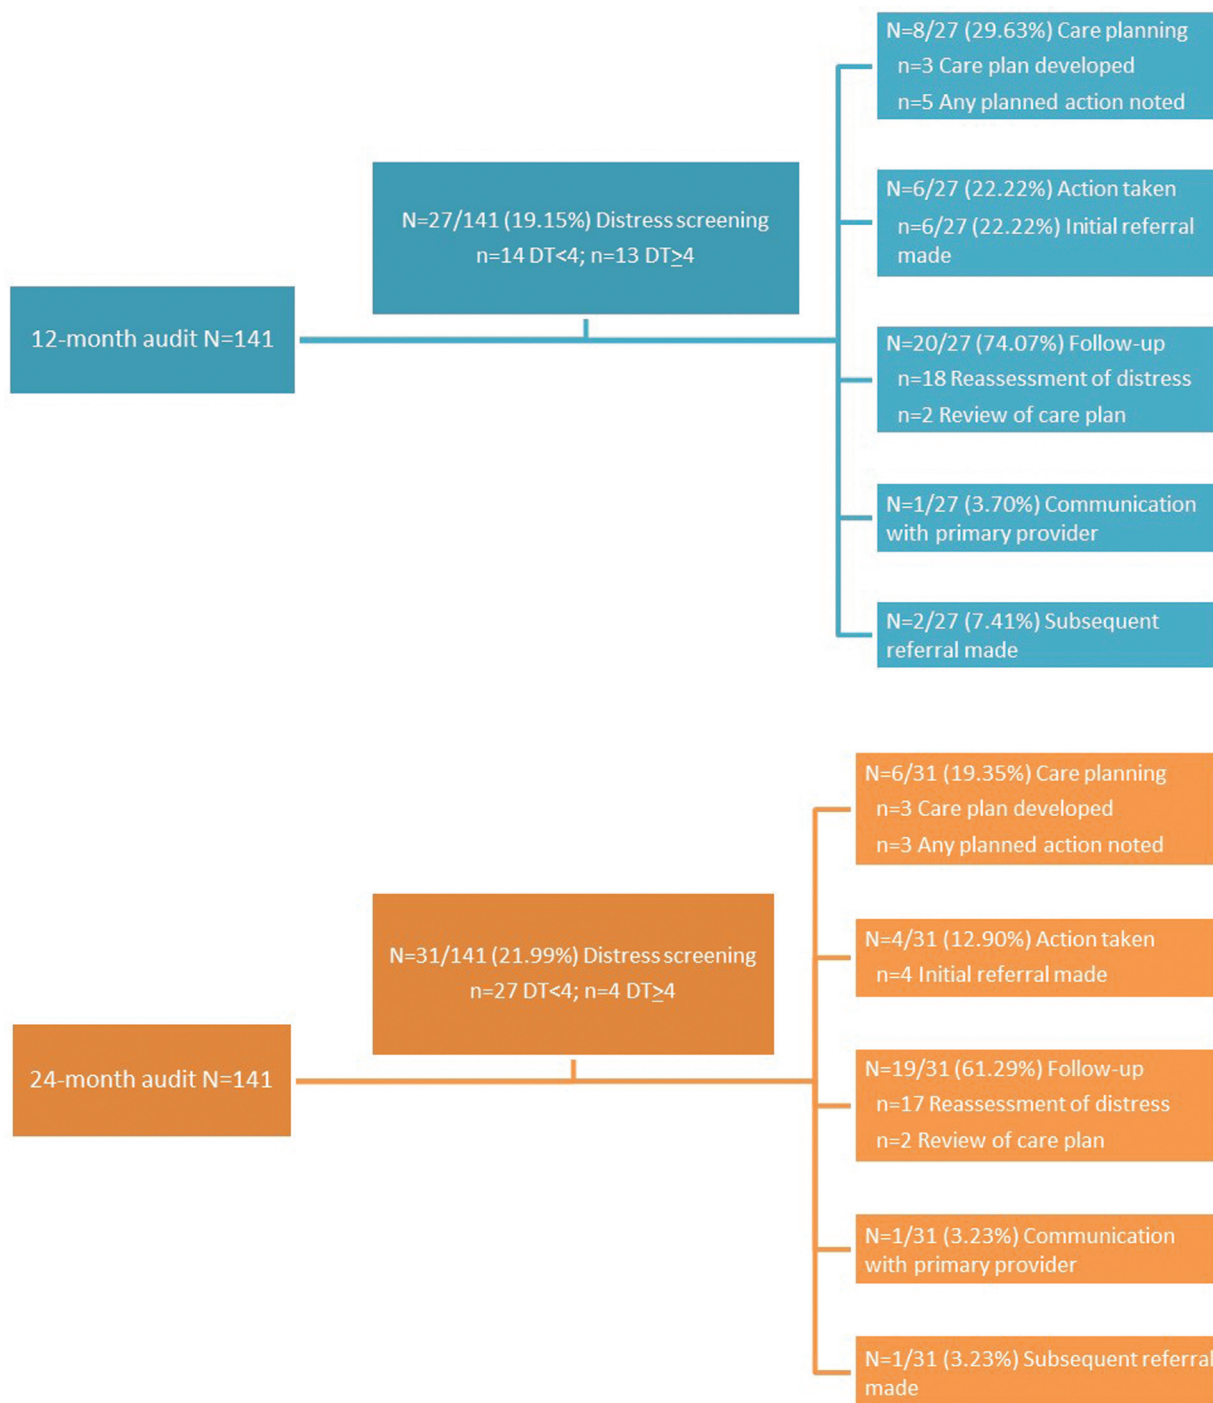 12-month audit N=141
N=27/141 (19.15%) Distress screening
n=14 DT<4; n=13 DT≥4
N=8/27 (29.63%) Care planning
n=3 Care plan developed
n=5 Any planned action noted
N=6/27 (22.22%) Action taken
n=6/27 (22.22%) Initial referral
made
N=20/27 (74.07%) Follow-up
n=18 Reassessment of distress
n=2 Review of care plan
N=1/27 (3.70%) Communication
with primary provider
N=2/27 (7.41%) Subsequent
referral made
24-month audit N=141
N=31/141 (21.99%) Distress screening
n=27 DT<4; n=4 DT≥4
N=6/31 (19.35%) Care planning
n=3 Care plan developed
n=3 Any planned action noted
N=4/31 (12.90%) Action taken
n=4 Initial referral made
N=19/31 (61.29%) Follow-up
n=17 Reassessment of distress
n=2 Review of care plan
N=1/31 (3.23%) Communication
with primary provider
N=1/31 (3.23%) Subsequent referral
made